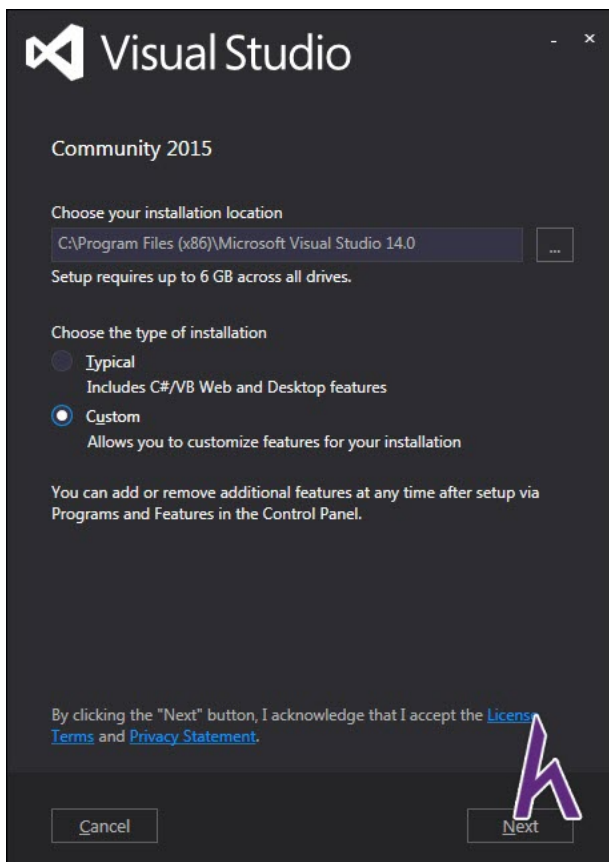 Visual Studio
Community 2015
Choose your installation location
C:\Program Files (x86)\Microsoft Visual Studio 14.0
...
Setup requires up to 6 GB across all drives.
Choose the type of installation
Typical
Includes C#/VB Web and Desktop features
Custom
Allows you to customize features for your installation
You can add or remove additional features at any time after setup via
Programs and Features in the Control Panel.
By clicking the "Next" button, I acknowledge that I accept the License
Terms and Privacy Statement.
Cancel
Next